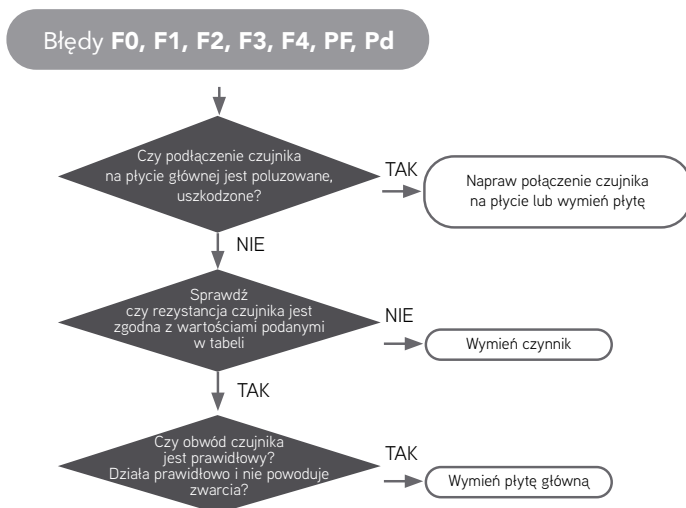 Błędy F0, F1, F2, F3, F4, PF, Pd
Czy podłączenie czujnika
na płycie głównej jest poluzowane,
uszkodzone?
TAK
Napraw połączenie czujnika
na płycie lub wymień płytę
NIE
Sprawdź
czy rezystancja czujnika jest
zgodna z wartościami podanymi
w tabeli
NIE
Wymień czynnik
TAK
Czy obwód czujnika
jest prawidłowy?
Działa prawidłowo i nie powoduje
zwarcia?
TAK
Wymień płytę główną